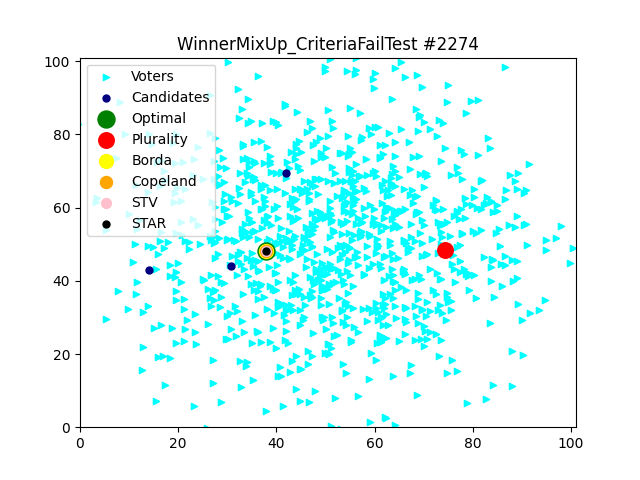 WinnerMixUp_CriteriaFailTest #2274
100
80
60
40
20
0
Voters
Candidates
Optimal
Plurality
Borda
Copeland
STV
STAR
0 20 40 60 80 100